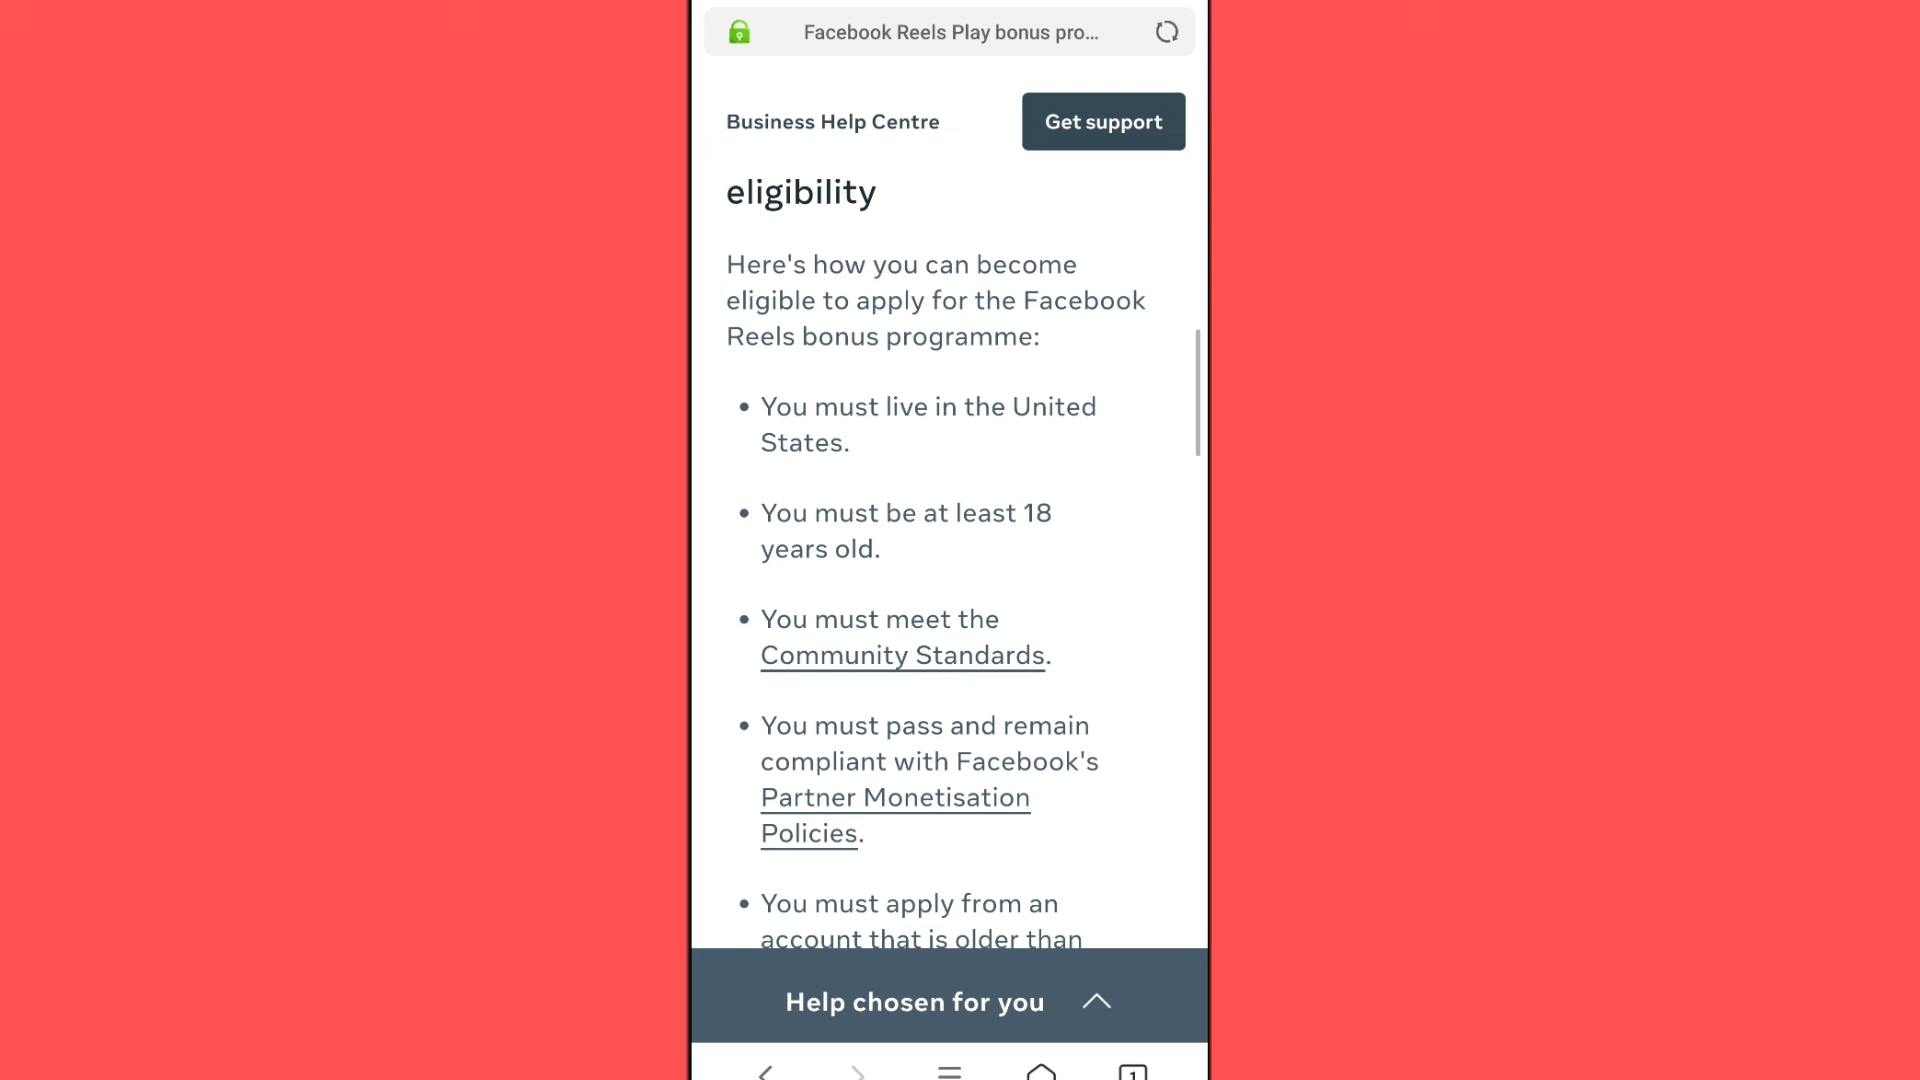 Facebook Reels Play bonus pro...
Business Help Centre
Get support
eligibility
Here's how you can become
eligible to apply for the Facebook
Reels bonus programme:
• You must live in the United
States.
• You must be at least 18
years old.
• You must meet the
Community Standards.
• You must pass and remain
compliant with Facebook's
Partner Monetisation
Policies.
• You must apply from an
account that is older than
Help chosen for you
1